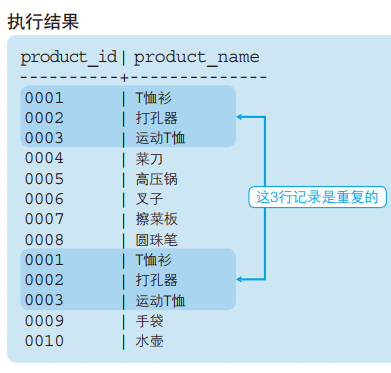 执行结果
product_id| product_name
----------+--------------
0001 | T恤衫
0002 | 打孔器
0003 | 运动T恤
0004 | 菜刀
0005 | 高压锅
0006 | 叉子
0007 | 擦菜板
0008 | 圆珠笔
0001 | T恤衫
0002 | 打孔器
0003 | 运动T恤
0009 | 手袋
0010 | 水壶
这3行记录是重复的